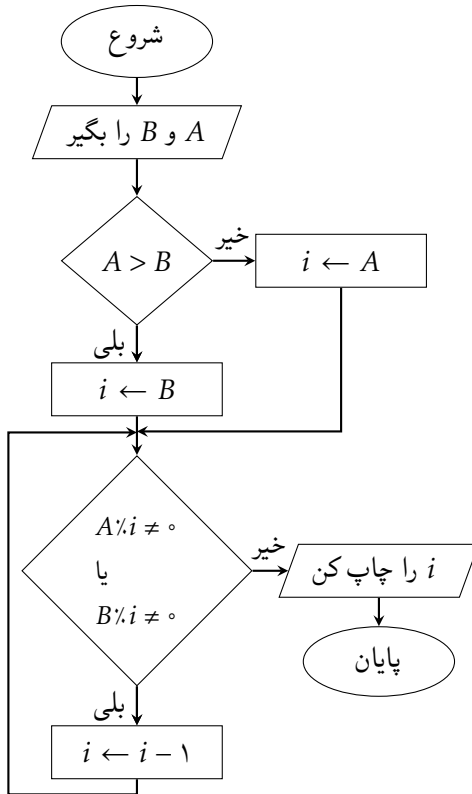 شروع
A و B را بگیر
A > B
خیر
i ← A
بلی
i ← B
A٪i ≠ ۰
یا
B٪i ≠ ۰
خیر
i را چاپ کن
پایان
بلی
i ← i − ۱